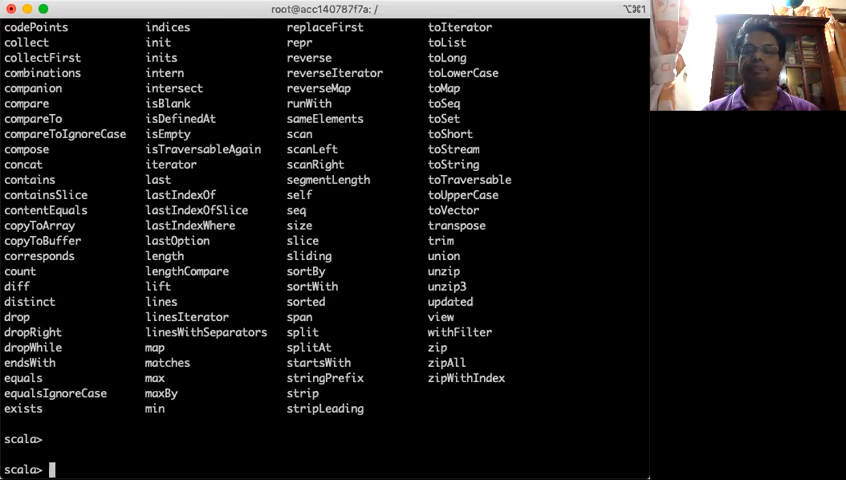 root@acc140787f7a: /
⌥⌘1
codePoints indices replaceFirst toIterator
collect init repr toList
collectFirst inits reverse toLong
combinations intern reverseIterator toLowerCase
companion intersect reverseMap toMap
compare isBlank runWith toSeq
compareTo isDefinedAt sameElements toSet
compareToIgnoreCase isEmpty scan toShort
compose isTraversableAgain scanLeft toStream
concat iterator scanRight toString
contains last segmentLength toTraversable
containsSlice lastIndexOf self toUpperCase
contentEquals lastIndexOfSlice seq toVector
copyToArray lastIndexWhere size transpose
copyToBuffer lastOption slice trim
corresponds length sliding union
count lengthCompare sortBy unzip
diff lift sortWith unzip3
distinct lines sorted updated
drop linesIterator span view
dropRight linesWithSeparators split withFilter
dropWhile map splitAt zip
endsWith matches startsWith zipAll
equals max stringPrefix zipWithIndex
equalsIgnoreCase maxBy strip
exists min stripLeading
scala>
scala>